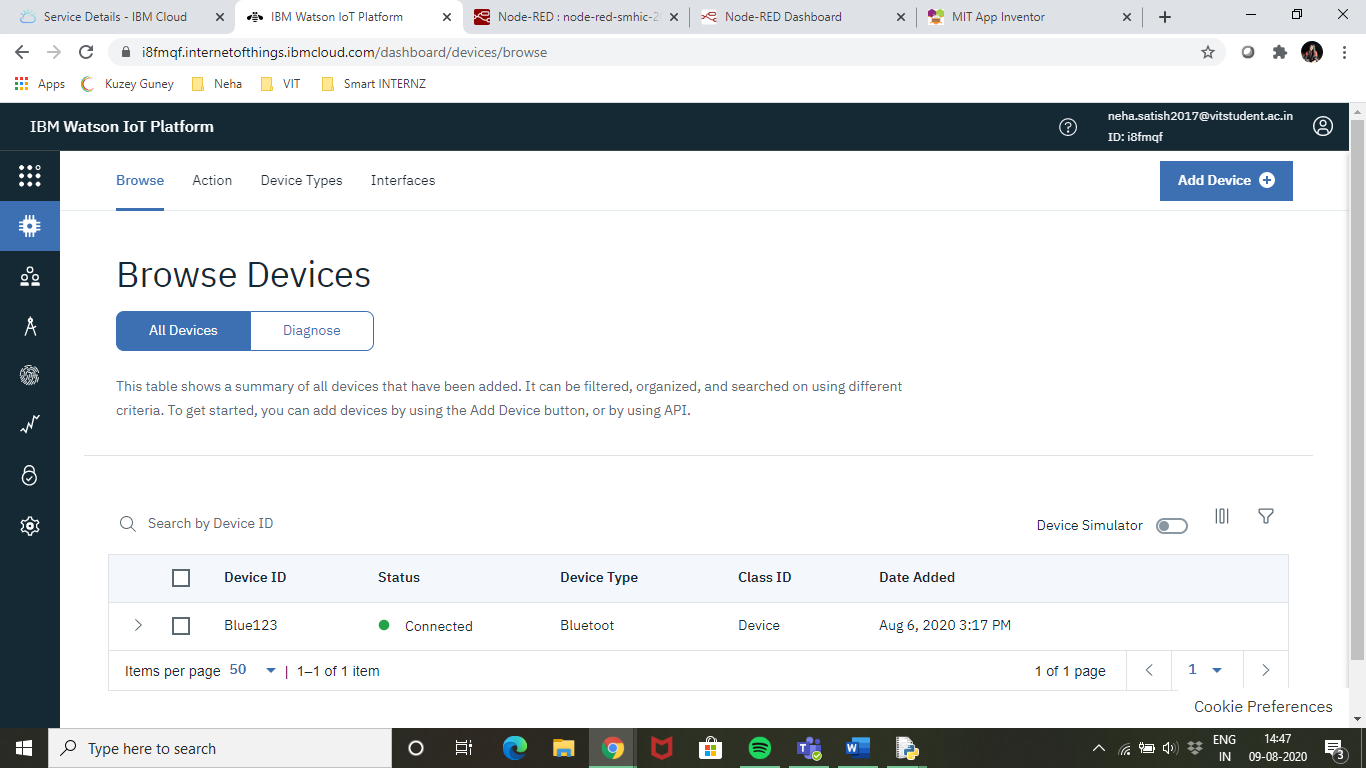 Service Details - IBM Cloud
IBM Watson IoT Platform
Node-RED : node-red-smhic-2
Node-RED Dashboard
MIT App Inventor
i8fmqf.internetofthings.ibmcloud.com/dashboard/devices/browse
Apps
Kuzey Guney
Neha
VIT
Smart INTERNZ
IBM Watson IoT Platform
neha.satish2017@vitstudent.ac.in
ID: i8fmqf
Browse
Action
Device Types
Interfaces
Add Device
Browse Devices
All Devices
Diagnose
This table shows a summary of all devices that have been added. It can be filtered, organized, and searched on using different
criteria. To get started, you can add devices by using the Add Device button, or by using API.
Search by Device ID
Device Simulator
Device ID Status Device Type Class ID Date Added
Blue123 Connected Bluetoot Device Aug 6, 2020 3:17 PM
Items per page 50 | 1–1 of 1 item 1 of 1 page 1
Cookie Preferences
Type here to search
ENG
IN
14:47
09-08-2020
3